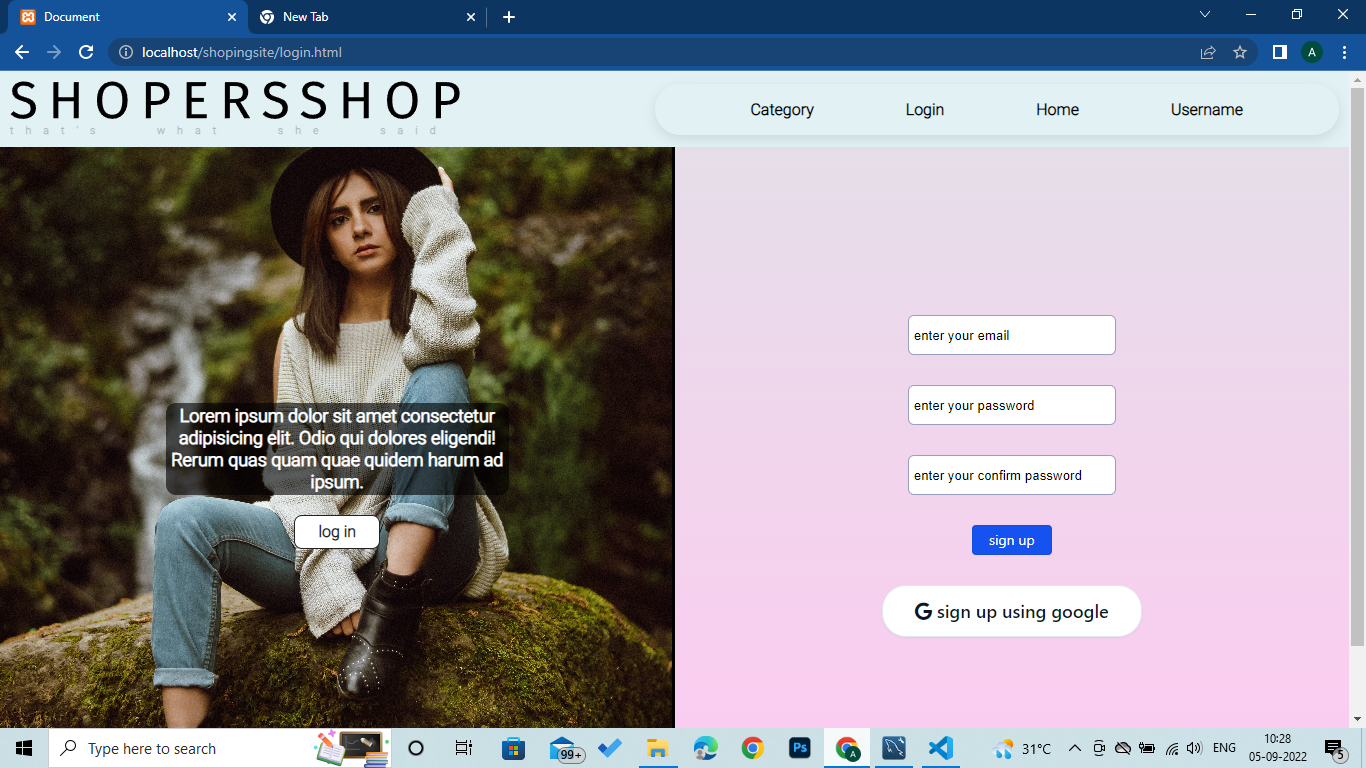 Document
New Tab
localhost/shopingsite/login.html
A
SHOPERSSHOP
that's what she said
Category Login Home Username
Lorem ipsum dolor sit amet consectetur
adipisicing elit. Odio qui dolores eligendi!
Rerum quas quam quae quidem harum ad
ipsum.
log in
enter your email
enter your password
enter your confirm password
sign up
G sign up using google
Type here to search
99+
Ps
A
31°C
ENG
10:28
05-09-2022
5